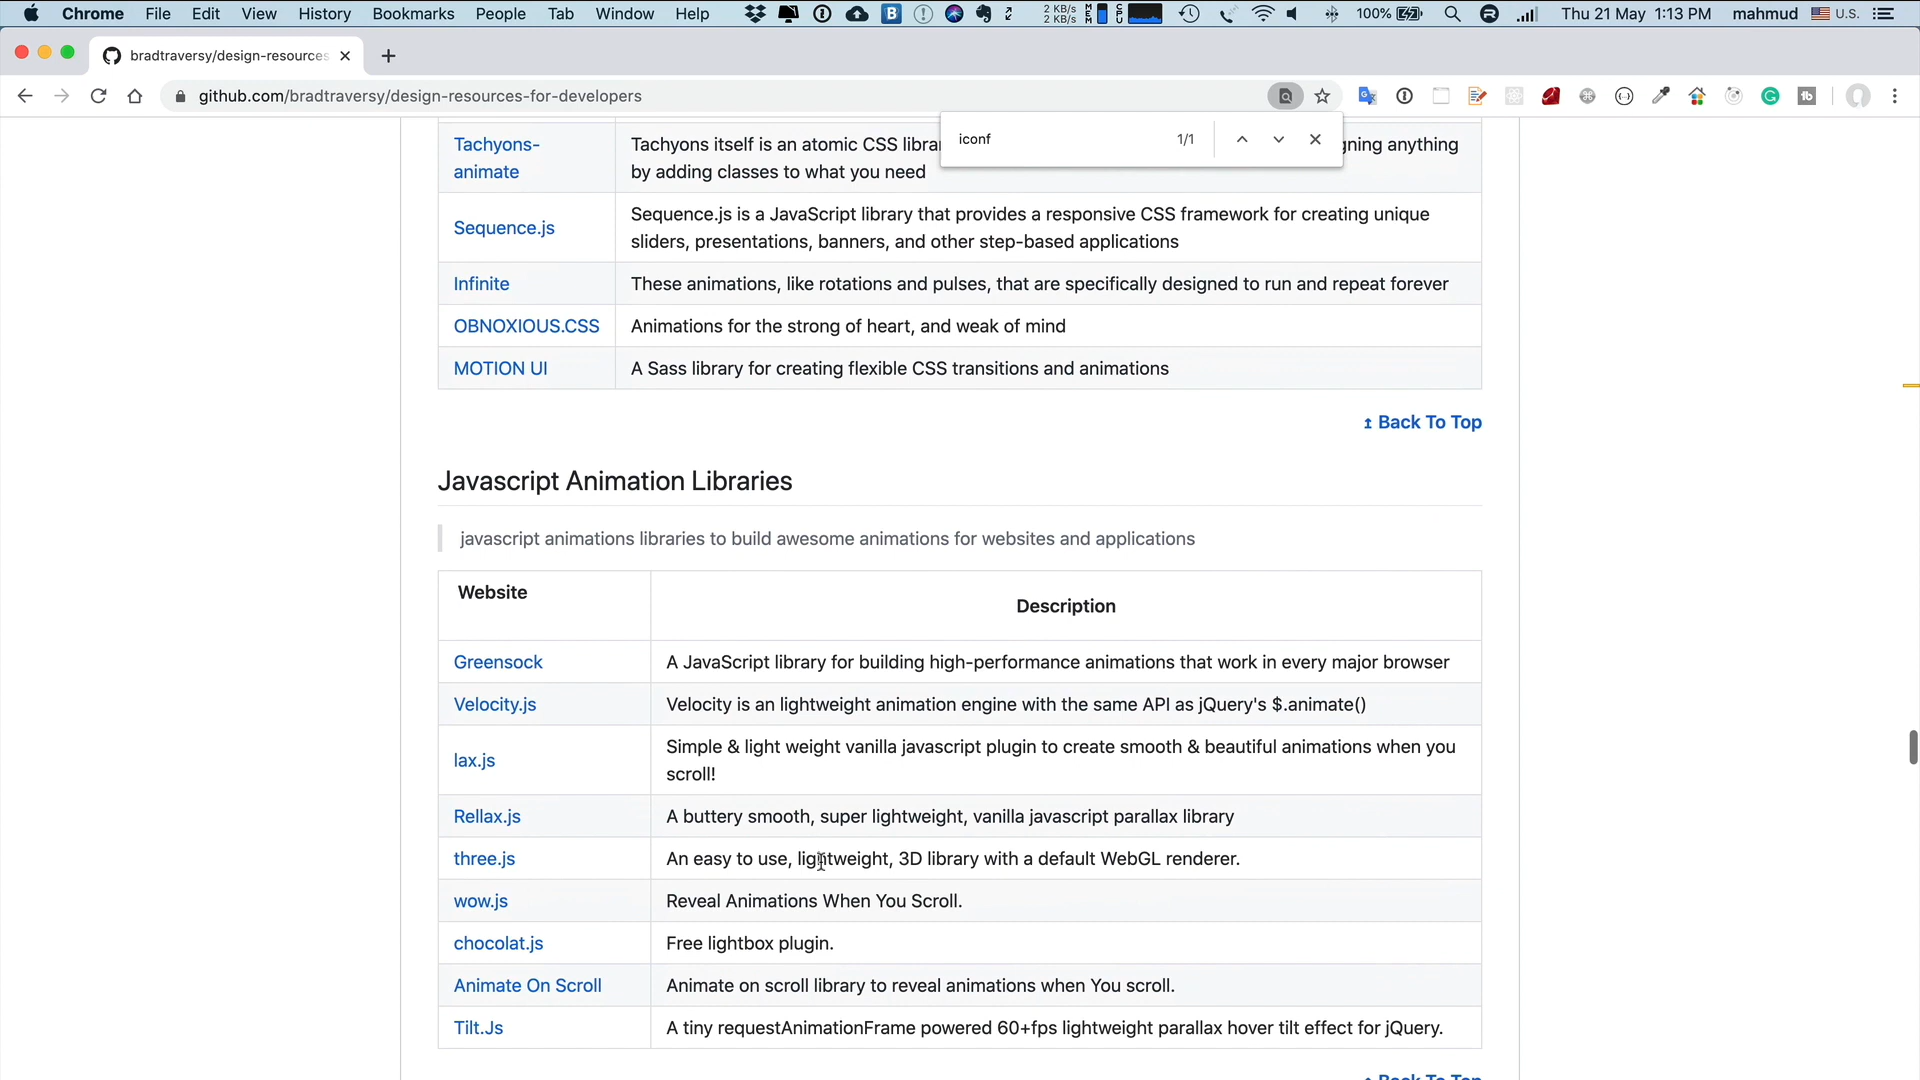 Chrome File Edit View History Bookmarks People Tab Window Help 2 KB/s 2 KB/s MEM CPU 100% Thu 21 May 1:13 PM mahmud U.S.
bradtraversy/design-resources
github.com/bradtraversy/design-resources-for-developers
iconf 1/1
Tachyons-animate
Tachyons itself is an atomic CSS gning anything
by adding classes to what you need
Sequence.js
Sequence.js is a JavaScript library that provides a responsive CSS framework for creating unique
sliders, presentations, banners, and other step-based applications
Infinite These animations, like rotations and pulses, that are specifically designed to run and repeat forever
OBNOXIOUS.CSS Animations for the strong of heart, and weak of mind
MOTION UI A Sass library for creating flexible CSS transitions and animations
↥ Back To Top
Javascript Animation Libraries
javascript animations libraries to build awesome animations for websites and applications
Website Description
Greensock A JavaScript library for building high-performance animations that work in every major browser
Velocity.js Velocity is an lightweight animation engine with the same API as jQuery's $.animate()
lax.js
Simple & light weight vanilla javascript plugin to create smooth & beautiful animations when you
scroll!
Rellax.js A buttery smooth, super lightweight, vanilla javascript parallax library
three.js An easy to use, lightweight, 3D library with a default WebGL renderer.
wow.js Reveal Animations When You Scroll.
chocolat.js Free lightbox plugin.
Animate On Scroll Animate on scroll library to reveal animations when You scroll.
Tilt.Js A tiny requestAnimationFrame powered 60+fps lightweight parallax hover tilt effect for jQuery.
Back To Top